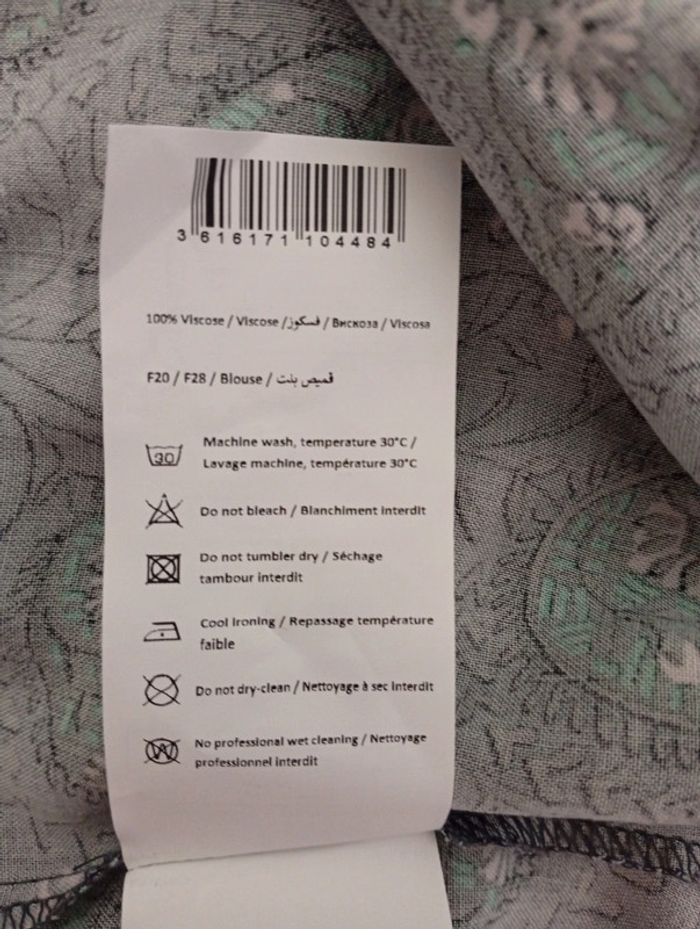 3 616171 104484
100% Viscose / Viscose / فسكوز / Вискоза / Viscosa
F20 / F28 / Blouse / قميص بنت
30
Machine wash, temperature 30°C /
Lavage machine, température 30°C
Do not bleach / Blanchiment interdit
Do not tumbler dry / Séchage
tambour interdit
Cool ironing / Repassage température
faible
Do not dry-clean / Nettoyage à sec interdit
W
No professional wet cleaning / Nettoyage
professionnel interdit